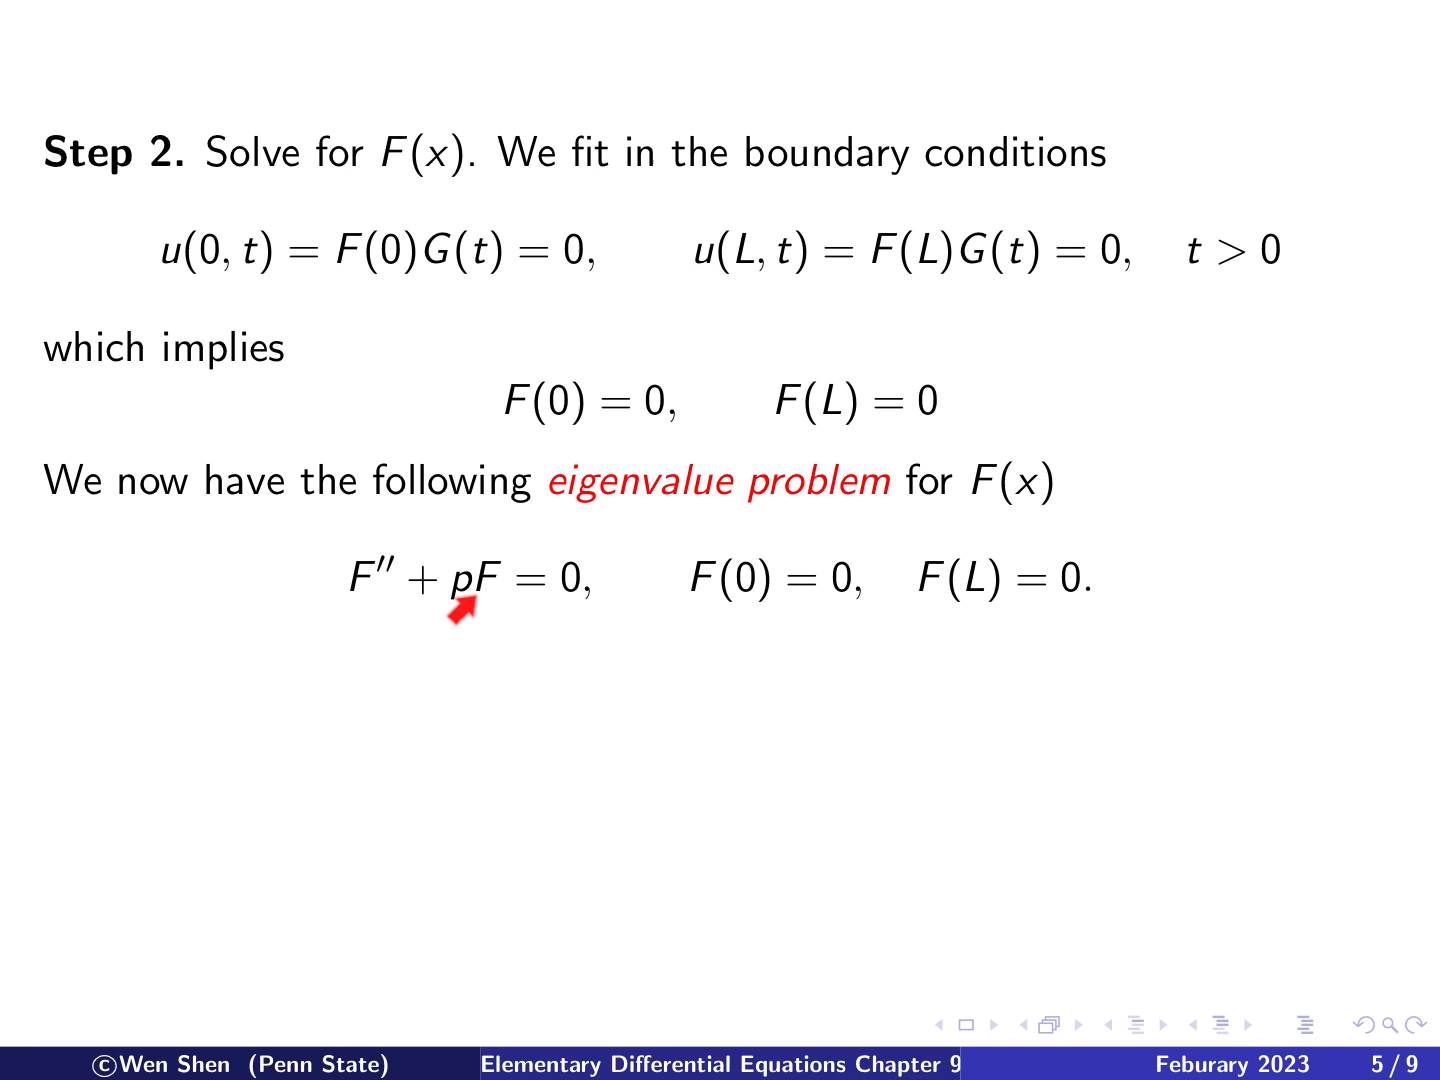 Step 2. Solve for F(x). We fit in the boundary conditions
u(0, t) = F(0)G(t) = 0, u(L, t) = F(L)G(t) = 0, t > 0
which implies
F(0) = 0, F(L) = 0
We now have the following eigenvalue problem for F(x)
F″ + pF = 0, F(0) = 0, F(L) = 0.
©Wen Shen (Penn State) Elementary Differential Equations Chapter 9 Feburary 2023 5 / 9